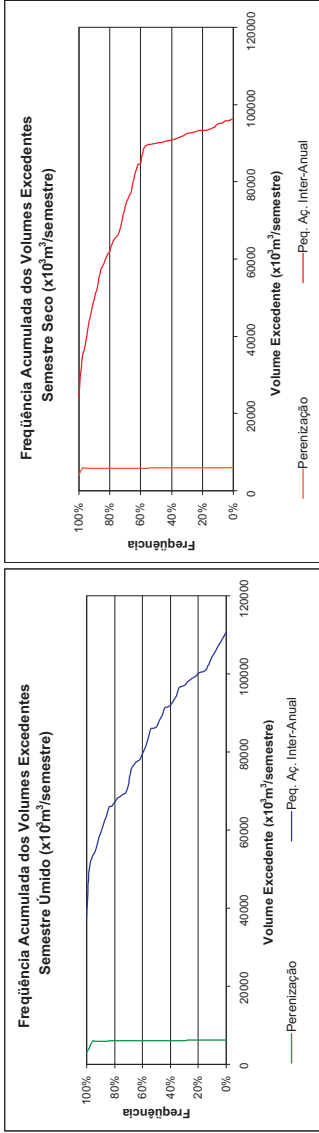 Freqüência Acumulada dos Volumes Excedentes
Semestre Úmido (x10³m³/semestre)
Freqüência
100%
80%
60%
40%
20%
0%
0
20000
40000
60000
80000
100000
120000
Volume Excedente (x10³m³/semestre)
Perenização
Peq. Aç. Inter-Anual
Freqüência Acumulada dos Volumes Excedentes
Semestre Seco (x10³m³/semestre)
Freqüência
100%
80%
60%
40%
20%
0%
0
20000
40000
60000
80000
100000
120000
Volume Excedente (x10³m³/semestre)
Perenização
Peq. Aç. Inter-Anual